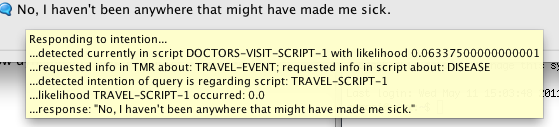 No, I haven't been anywhere that might have made me sick.
Responding to intention...
...detected currently in script DOCTORS-VISIT-SCRIPT-1 with likelihood 0.06337500000000001
...requested info in TMR about: TRAVEL-EVENT; requested info in script about: DISEASE
...detected intention of query is regarding script: TRAVEL-SCRIPT-1
...likelihood TRAVEL-SCRIPT-1 occurred: 0.0
...response: "No, I haven't been anywhere that might have made me sick."